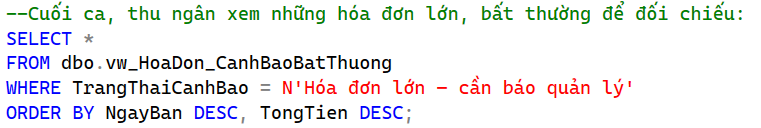 --Cuối ca, thu ngân xem những hóa đơn lớn, bất thường để đối chiếu:
SELECT *
FROM dbo.vw_HoaDon_CanhBaoBatThuong
WHERE TrangThaiCanhBao = N'Hóa đơn lớn – cần báo quản lý'
ORDER BY NgayBan DESC, TongTien DESC;